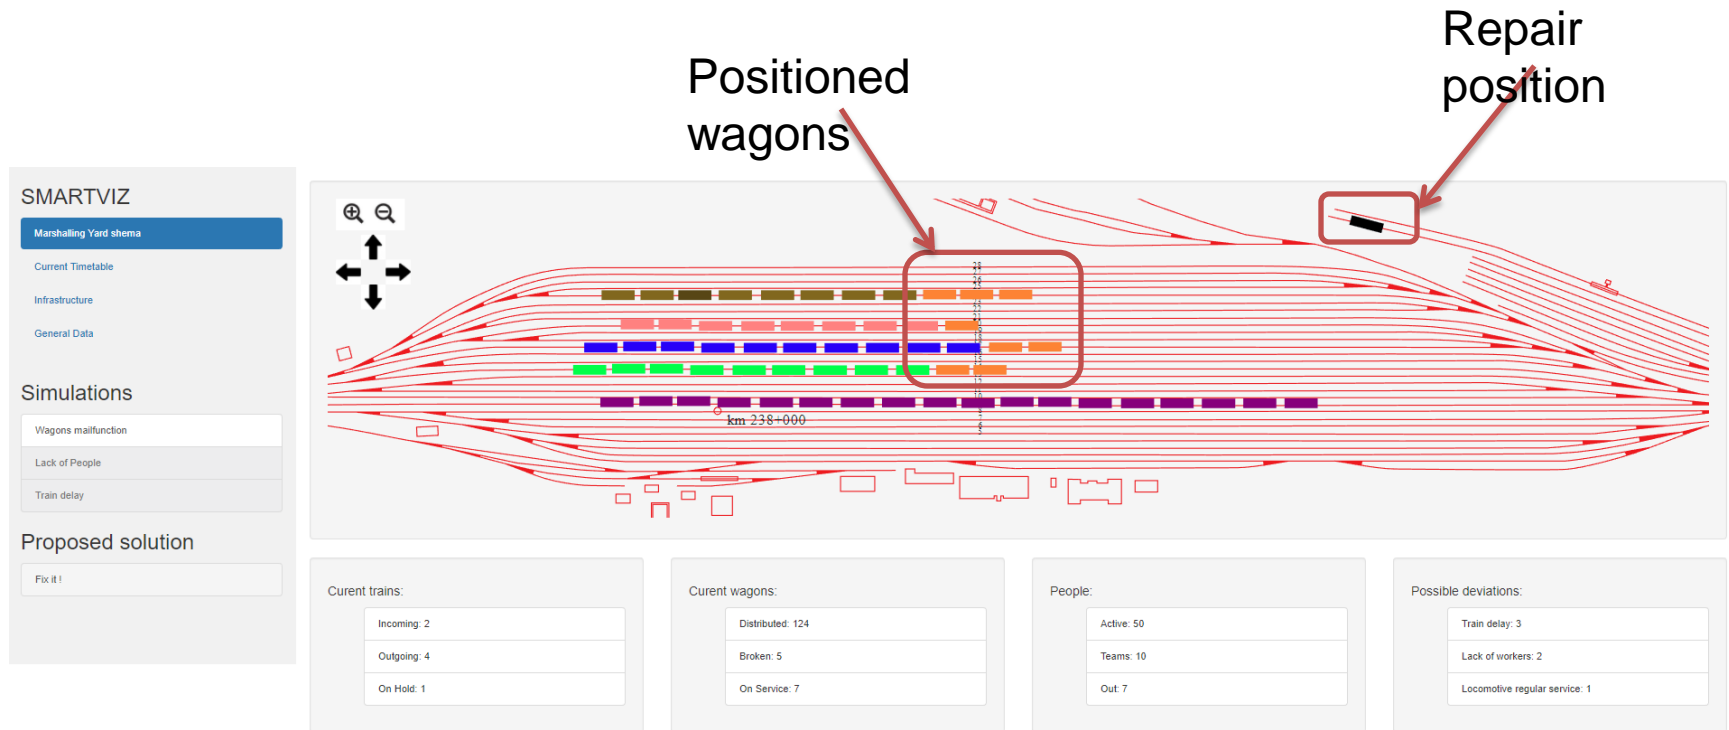 Repair
position
Positioned
wagons
SMARTVIZ
Marshalling Yard shema
Current Timetable
Infrastructure
General Data
Simulations
Wagons mailfunction
Lack of People
Train delay
Proposed solution
Fix it !
km 238+000
Curent trains:
Incoming: 2
Outgoing: 4
On Hold: 1
Curent wagons:
Distributed: 124
Broken: 5
On Service: 7
People:
Active: 50
Teams: 10
Out: 7
Possible deviations:
Train delay: 3
Lack of workers: 2
Locomotive regular service: 1